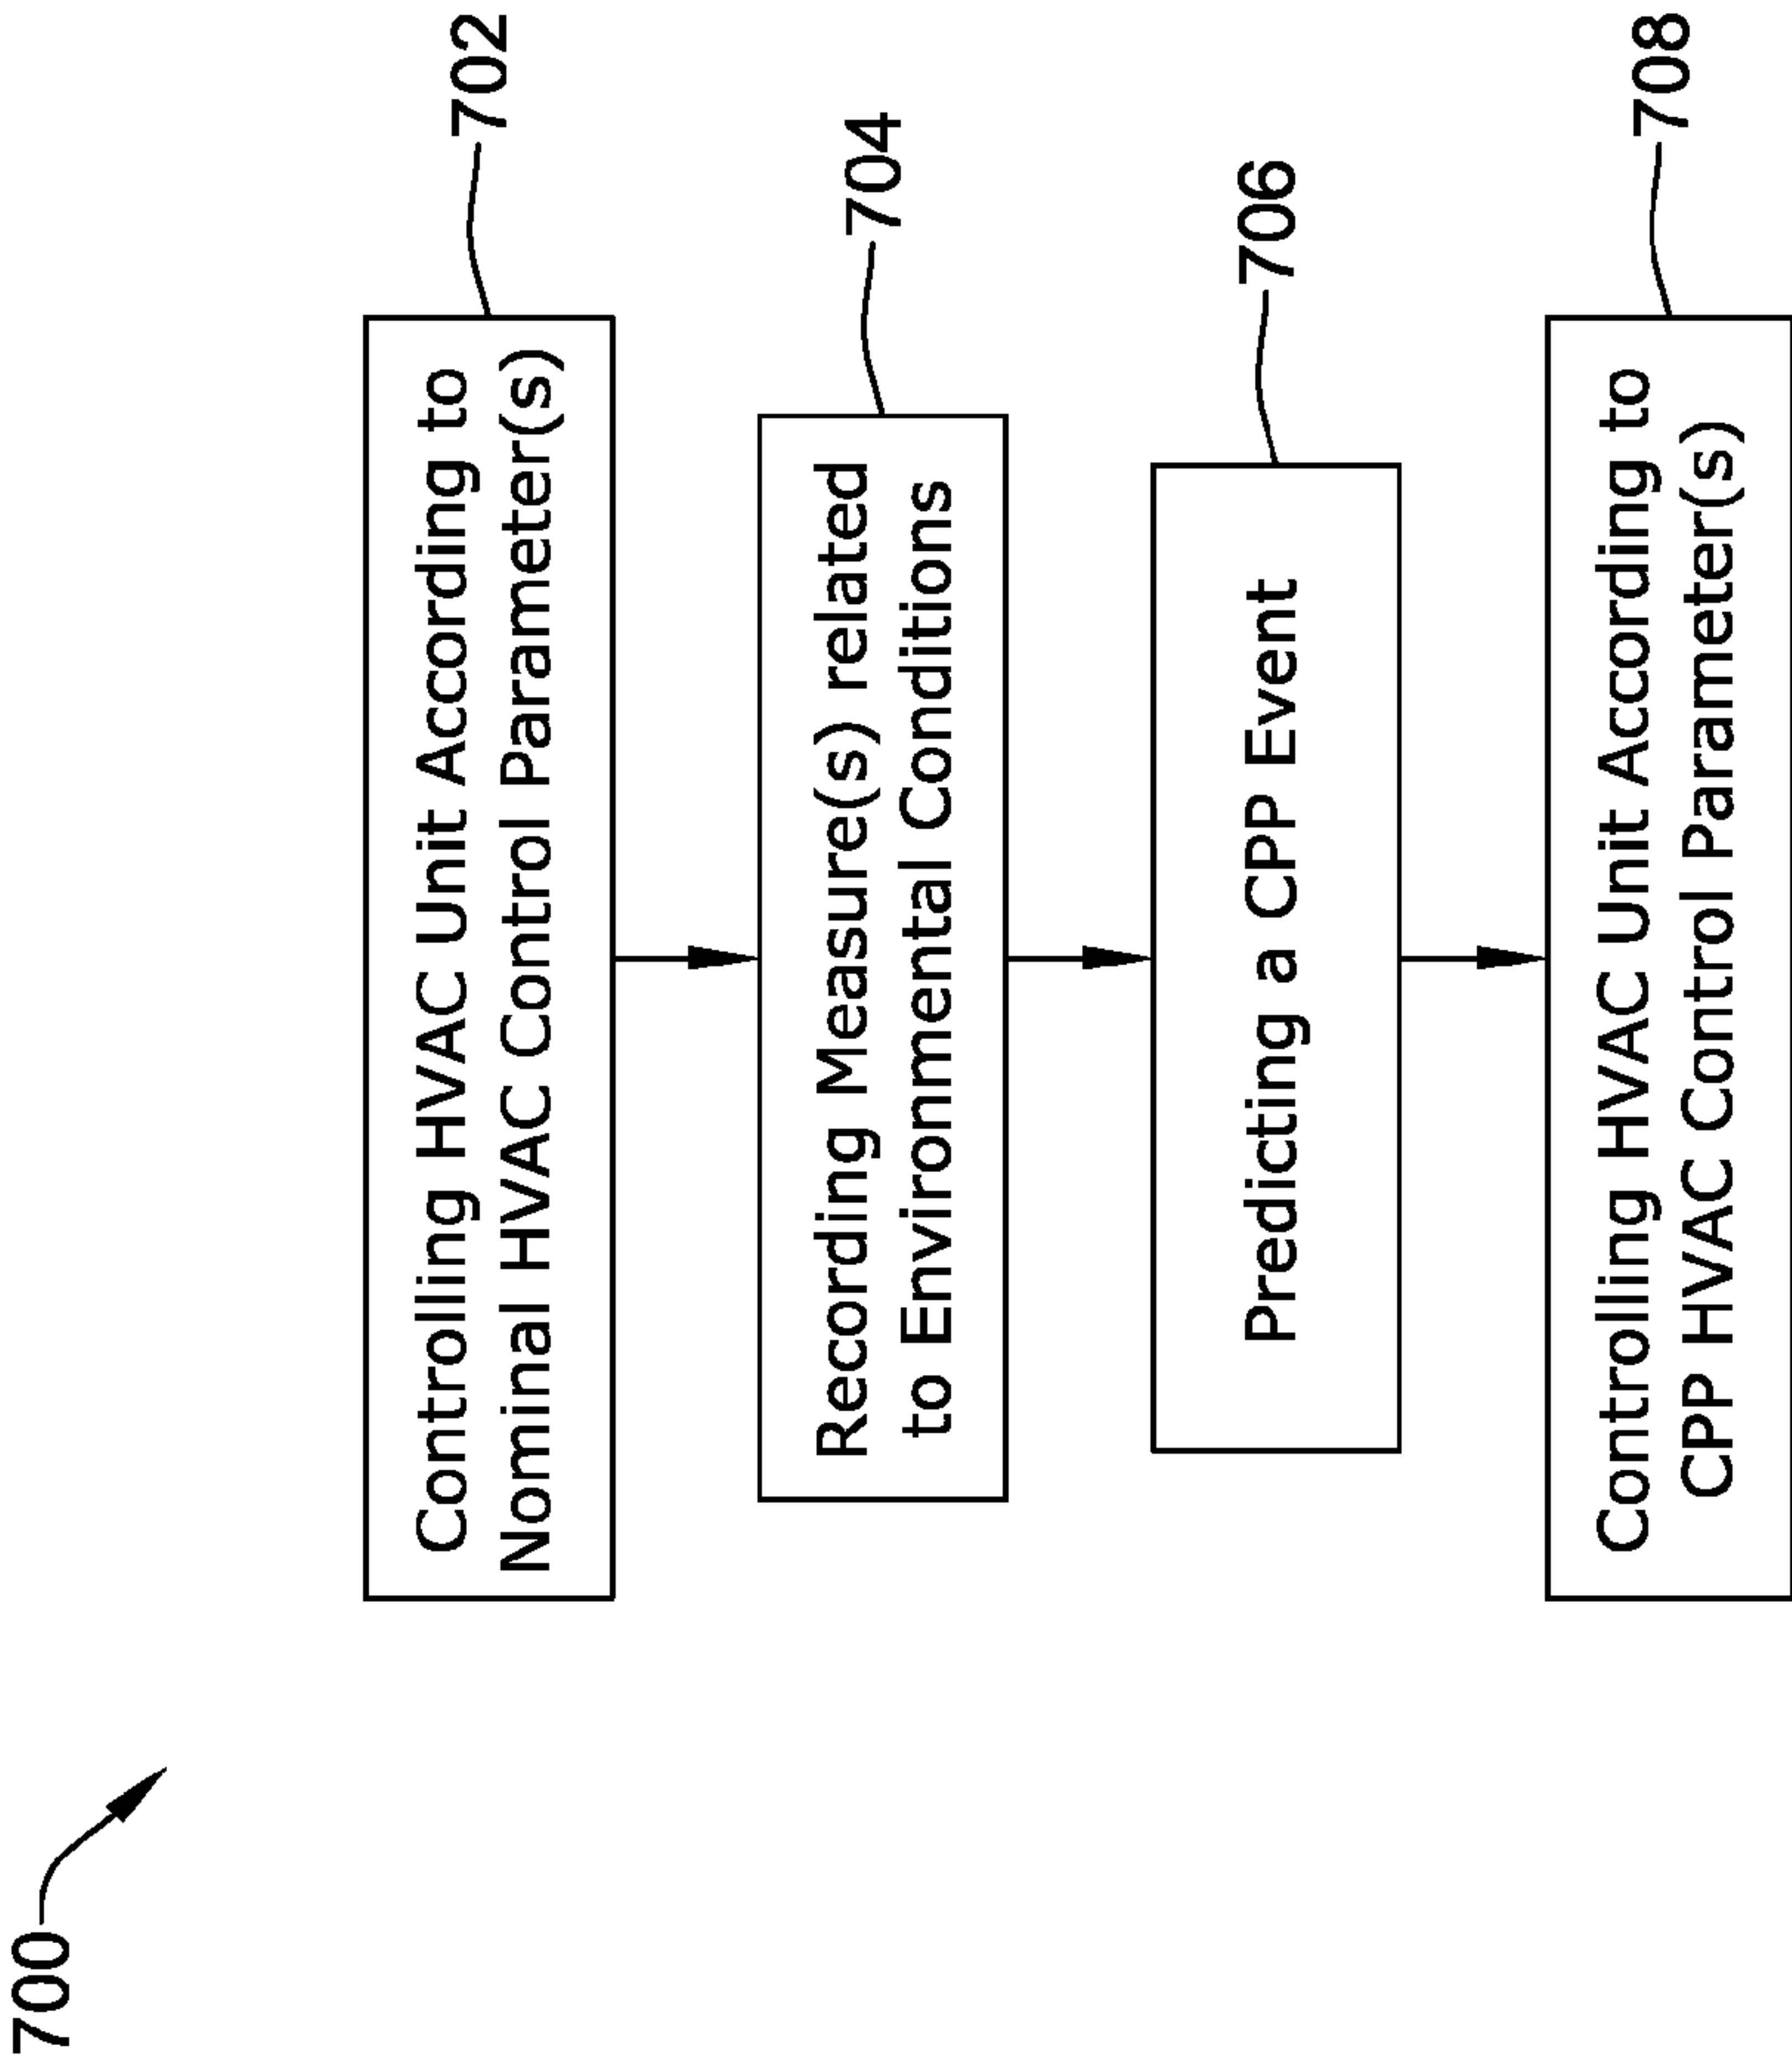 700
702
Controlling HVAC Unit According to
Nominal HVAC Control Parameter(s)
704
Recording Measure(s) related
to Environmental Conditions
706
Predicting a CPP Event
708
Controlling HVAC Unit According to
CPP HVAC Control Parameter(s)